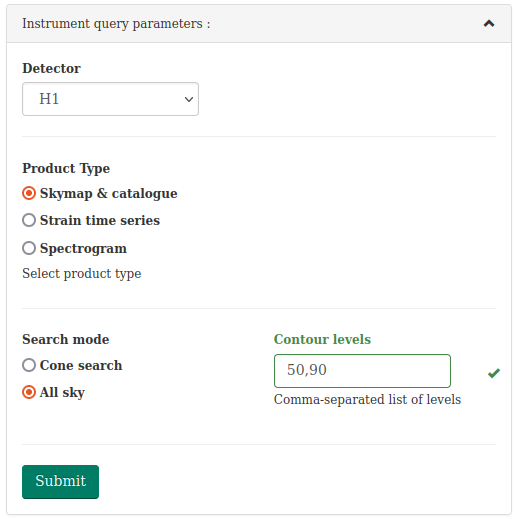 Instrument query parameters :
Detector
H1
Product Type
Skymap & catalogue
Strain time series
Spectrogram
Select product type
Search mode
Cone search
All sky
Contour levels
50,90
Comma-separated list of levels
Submit